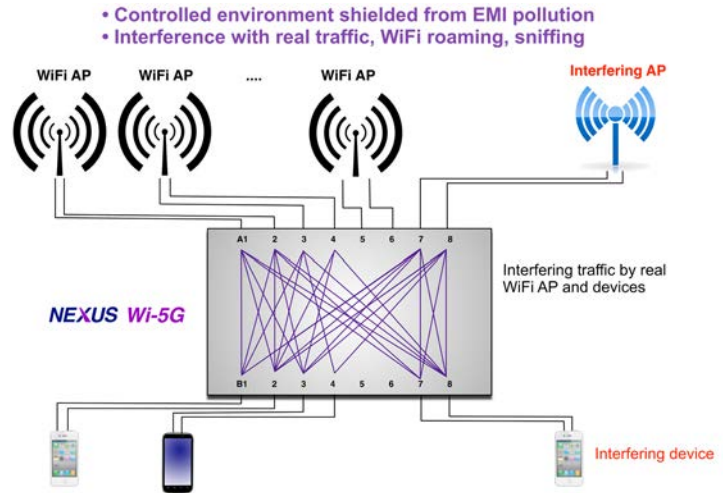 • Controlled environment shielded from EMI pollution
• Interference with real traffic, WiFi roaming, sniffing
WiFi AP WiFi AP .... WiFi AP Interfering AP
A1 2 3 4 5 6 7 8
Interfering traffic by real
WiFi AP and devices
NEXUS Wi-5G
B1 2 3 4 5 6 7 8
Interfering device